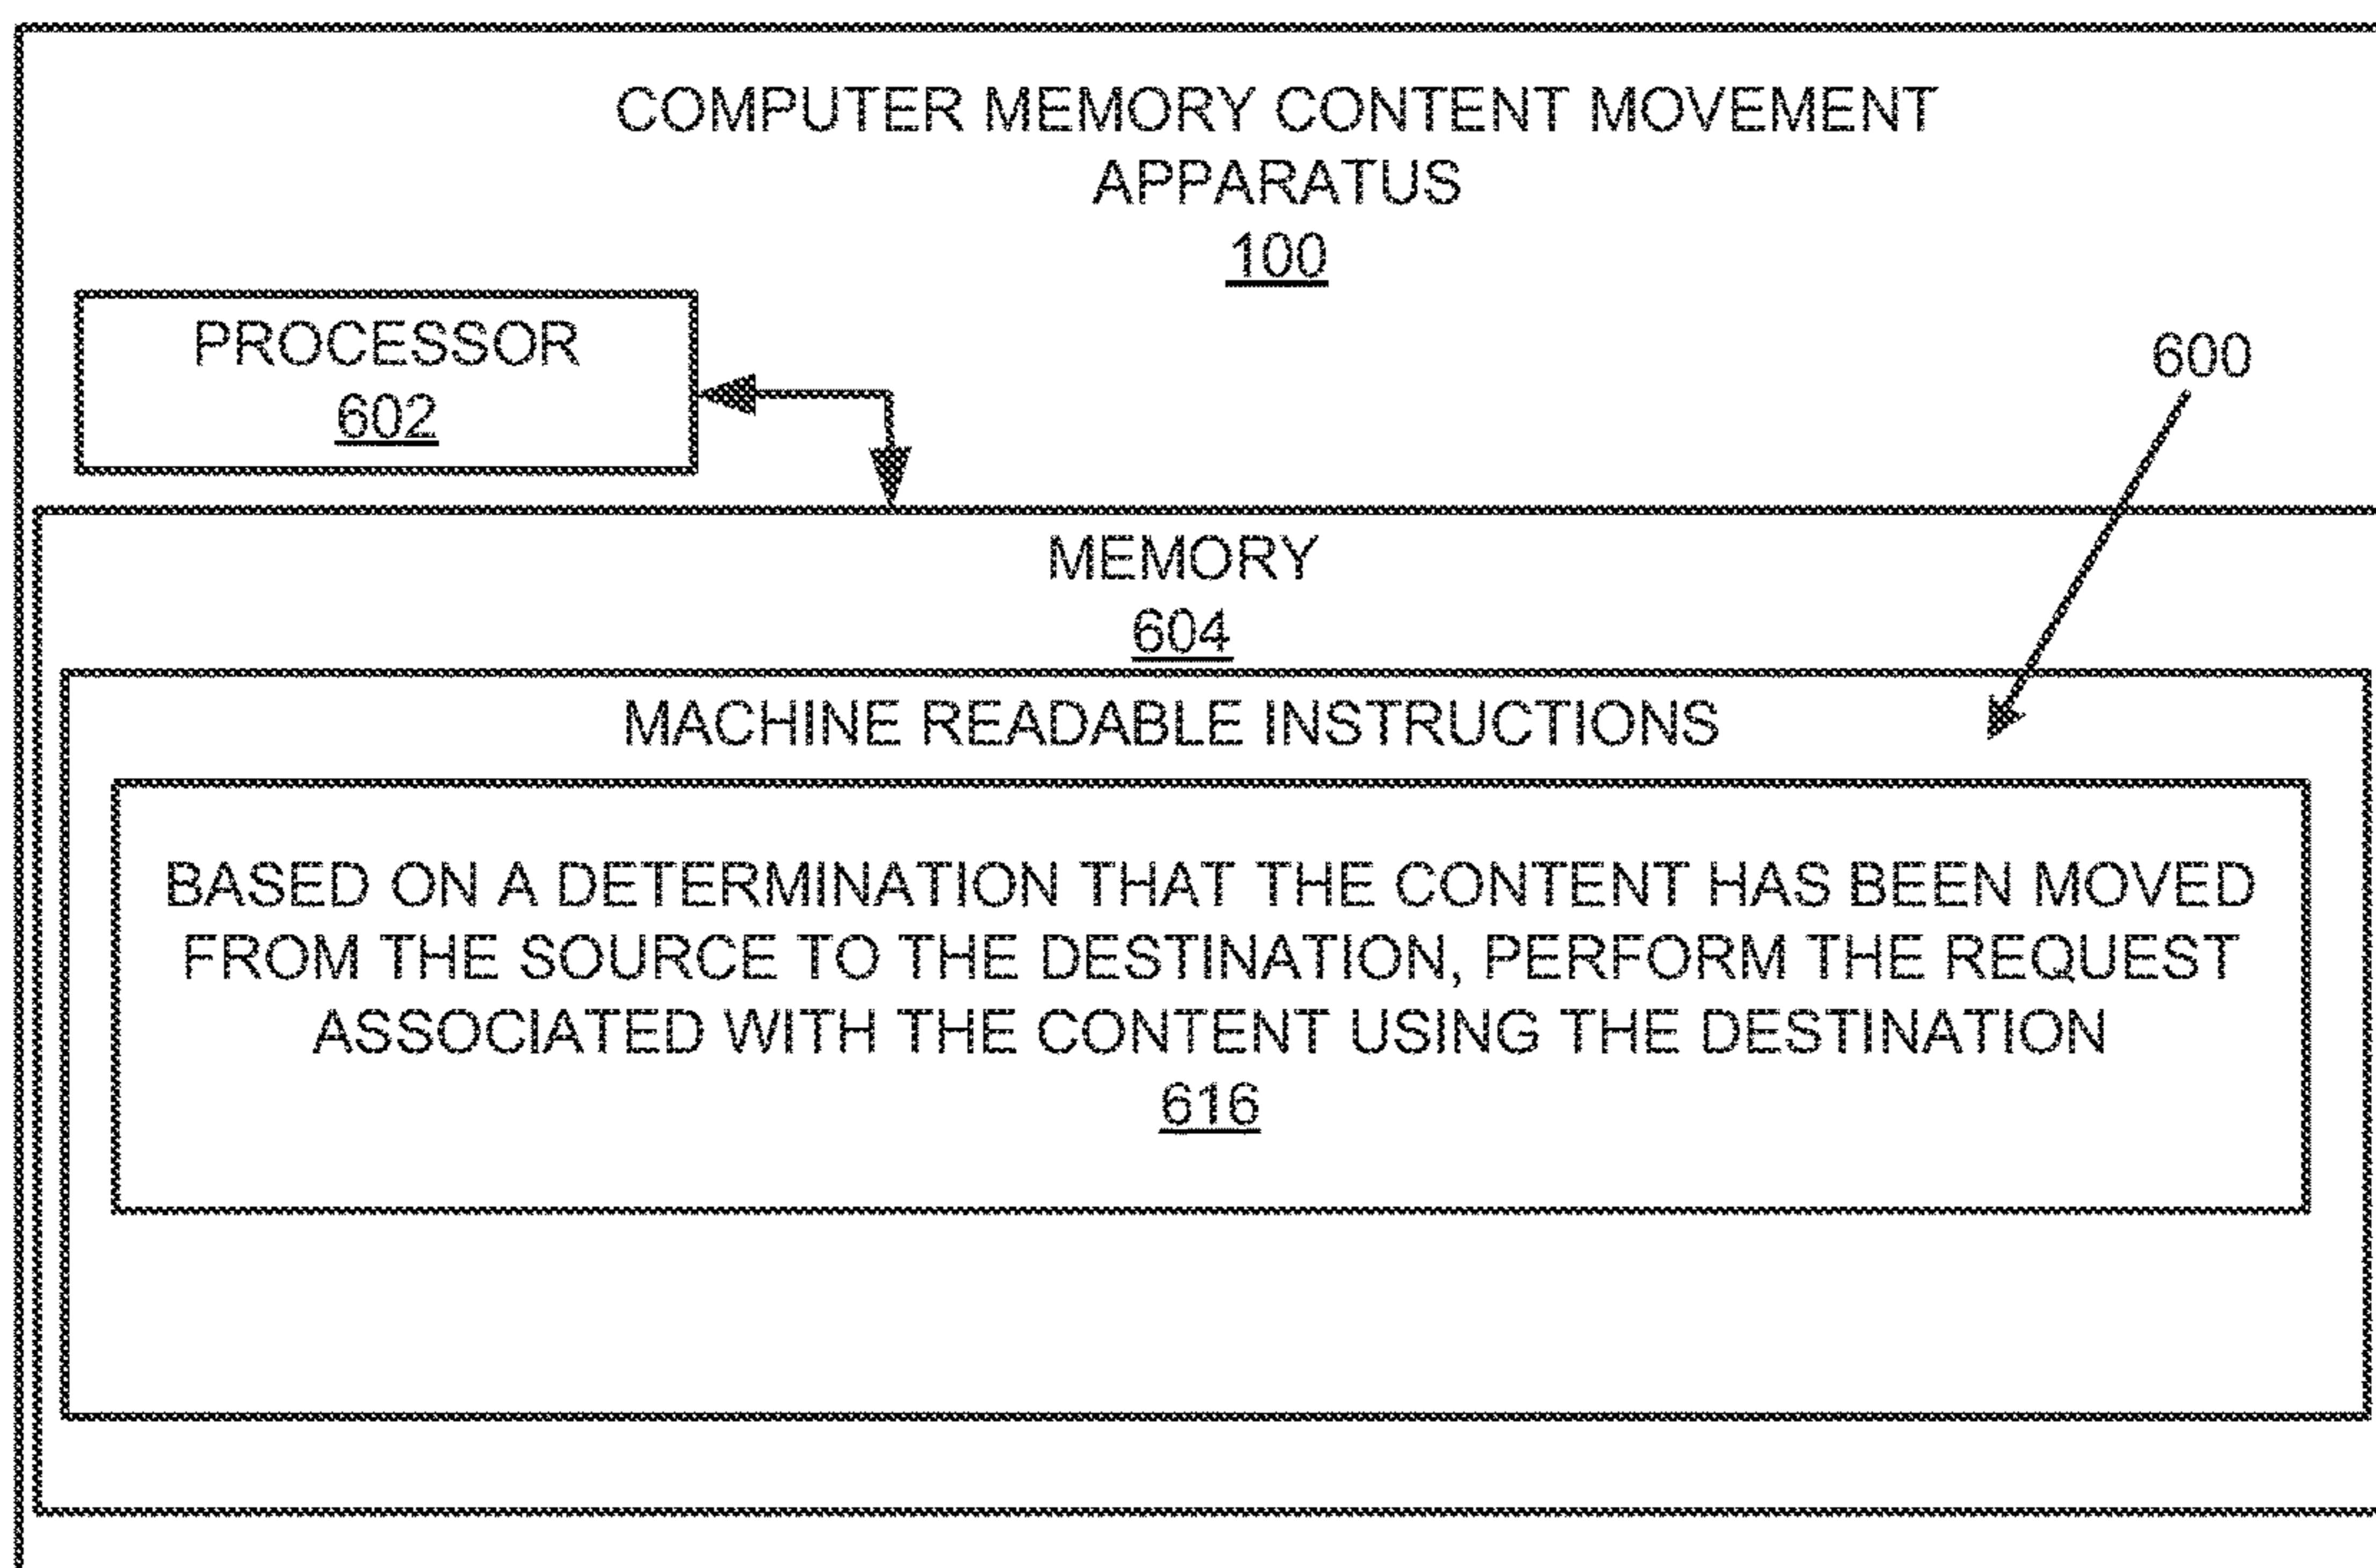 COMPUTER MEMORY CONTENT MOVEMENT
APPARATUS
100
PROCESSOR
602
600
MEMORY
604
MACHINE READABLE INSTRUCTIONS
BASED ON A DETERMINATION THAT THE CONTENT HAS BEEN MOVED
FROM THE SOURCE TO THE DESTINATION, PERFORM THE REQUEST
ASSOCIATED WITH THE CONTENT USING THE DESTINATION
616